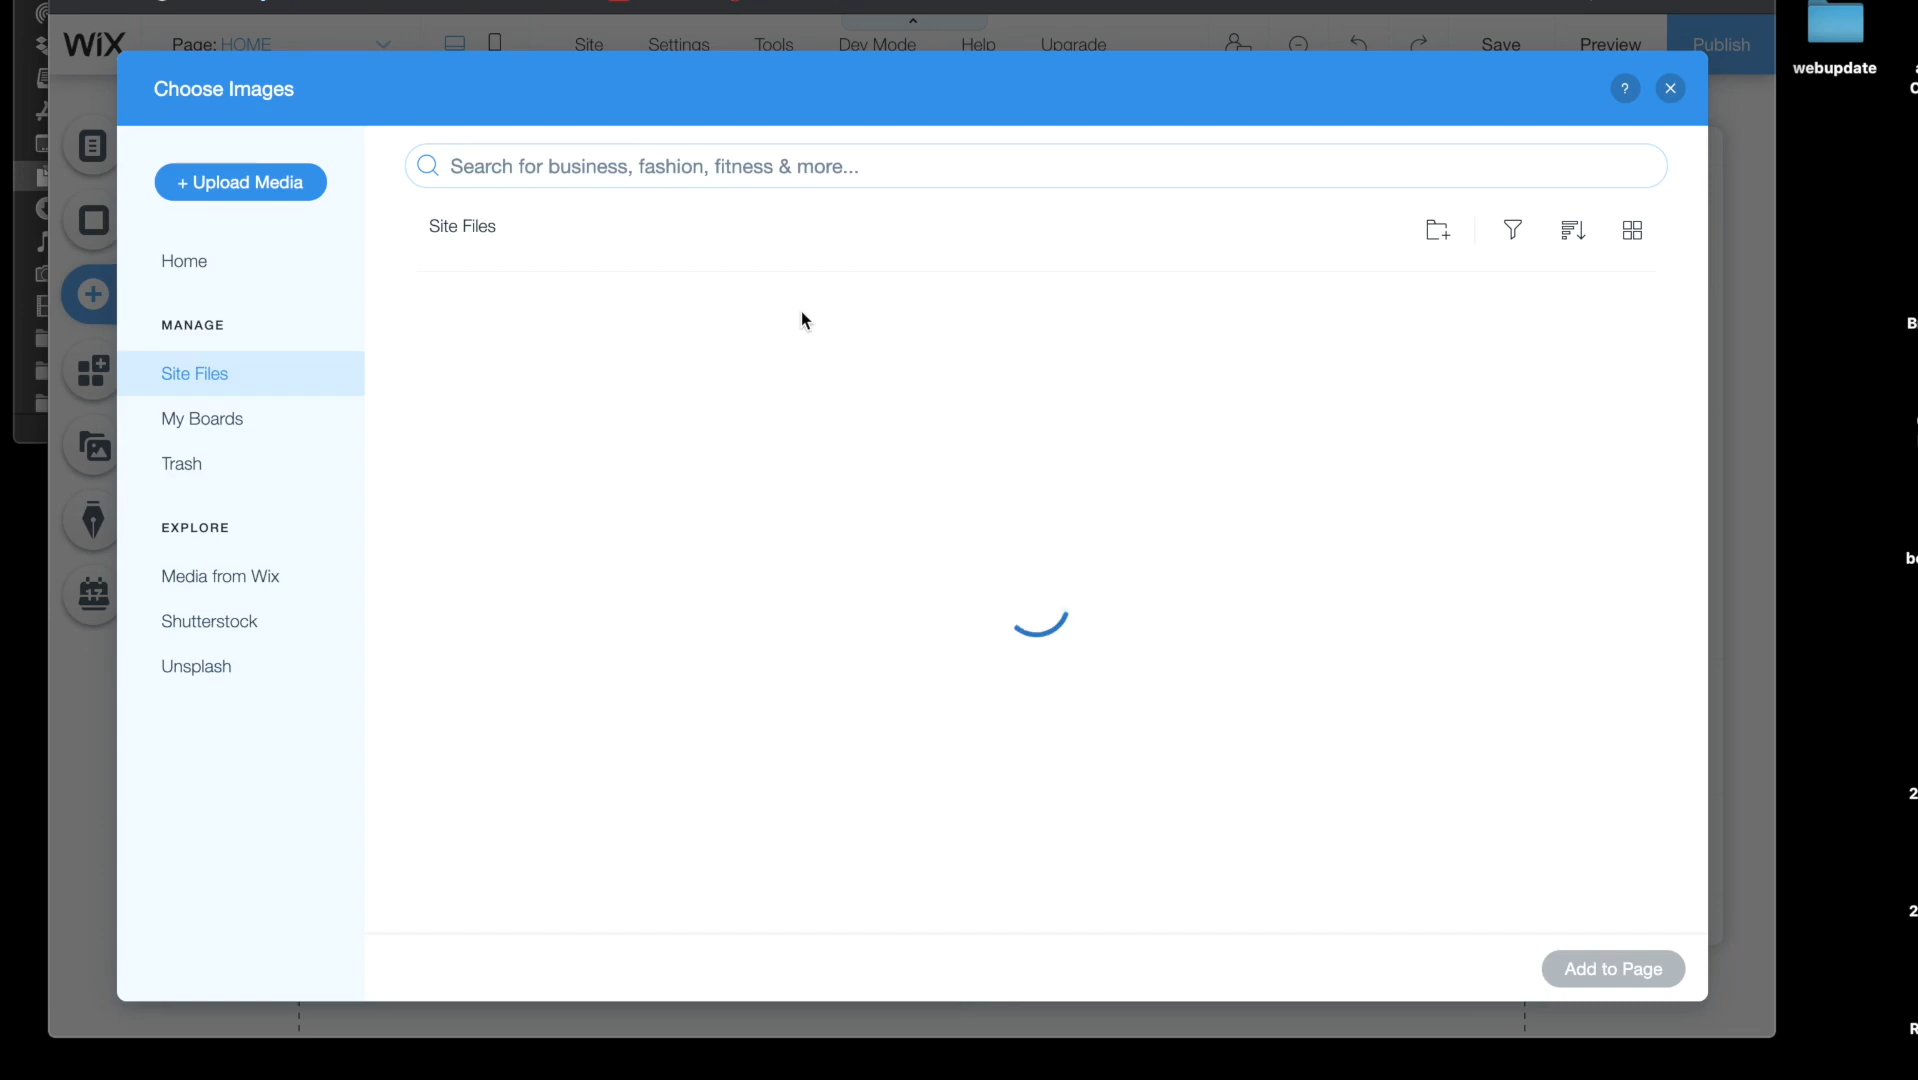 WiX
Page: HOME
Site
Settings
Tools
Dev Mode
Help
Upgrade
Save
Preview
Publish
webupdate
Choose Images
?
+ Upload Media
Search for business, fashion, fitness & more...
Site Files
Home
MANAGE
Site Files
My Boards
Trash
EXPLORE
17
Media from Wix
Shutterstock
Unsplash
Add to Page